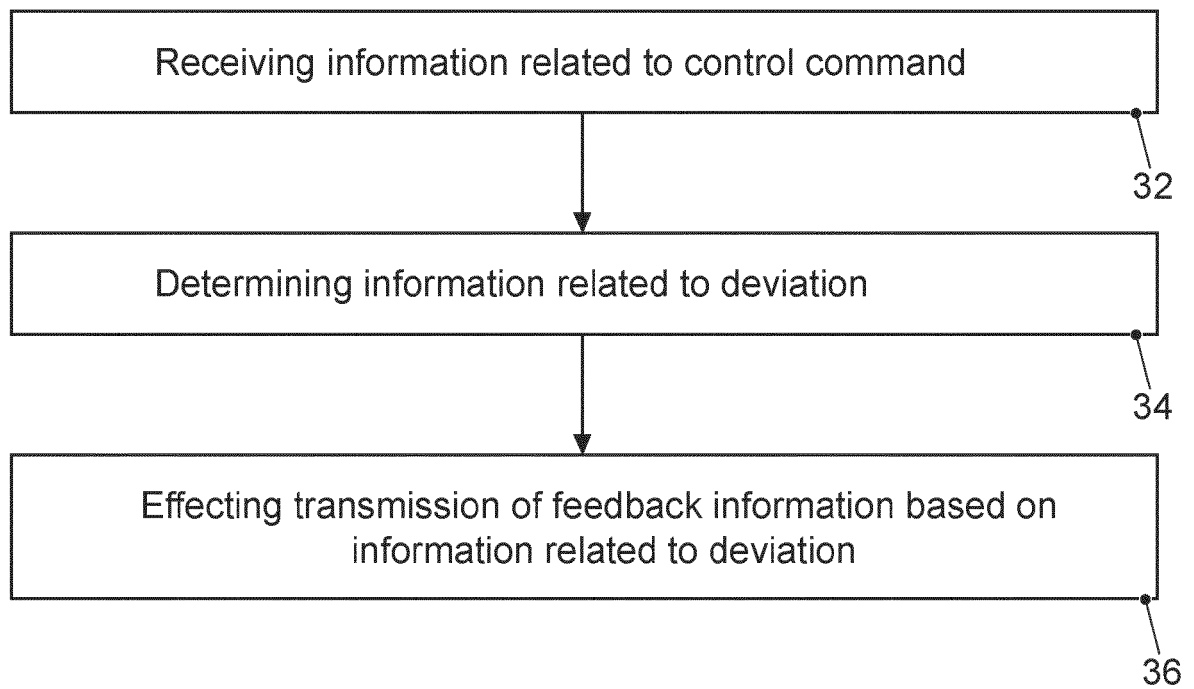 Receiving information related to control command
32
Determining information related to deviation
34
Effecting transmission of feedback information based on
information related to deviation
36